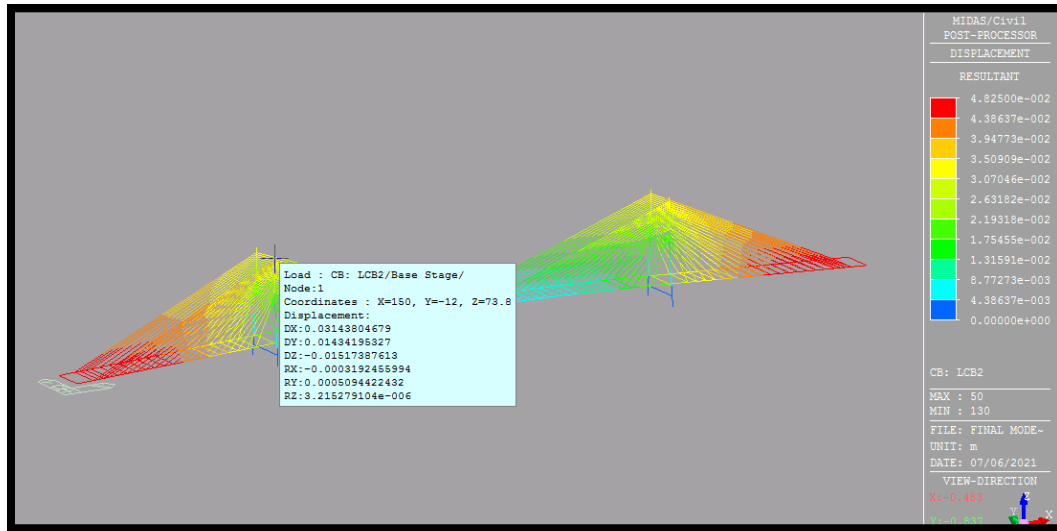 Load : CB: LCB2/Base Stage/
Node:1
Coordinates : X=150, Y=-12, Z=73.8
Displacement:
DX:0.03143804679
DY:0.01434195327
DZ:-0.01517387613
RX:-0.0003192455994
RY:0.0005094422432
RZ:3.215279104e-006
MIDAS/Civil
POST-PROCESSOR
DISPLACEMENT
RESULTANT
4.82500e-002
4.38637e-002
3.94773e-002
3.50909e-002
3.07046e-002
2.63182e-002
2.19318e-002
1.75455e-002
1.31591e-002
8.77273e-003
4.38637e-003
0.00000e+000
CB: LCB2
MAX : 50
MIN : 130
FILE: FINAL MODE~
UNIT: m
DATE: 07/06/2021
VIEW-DIRECTION
X:-0.483
Z
Y:-0.837
Y
X